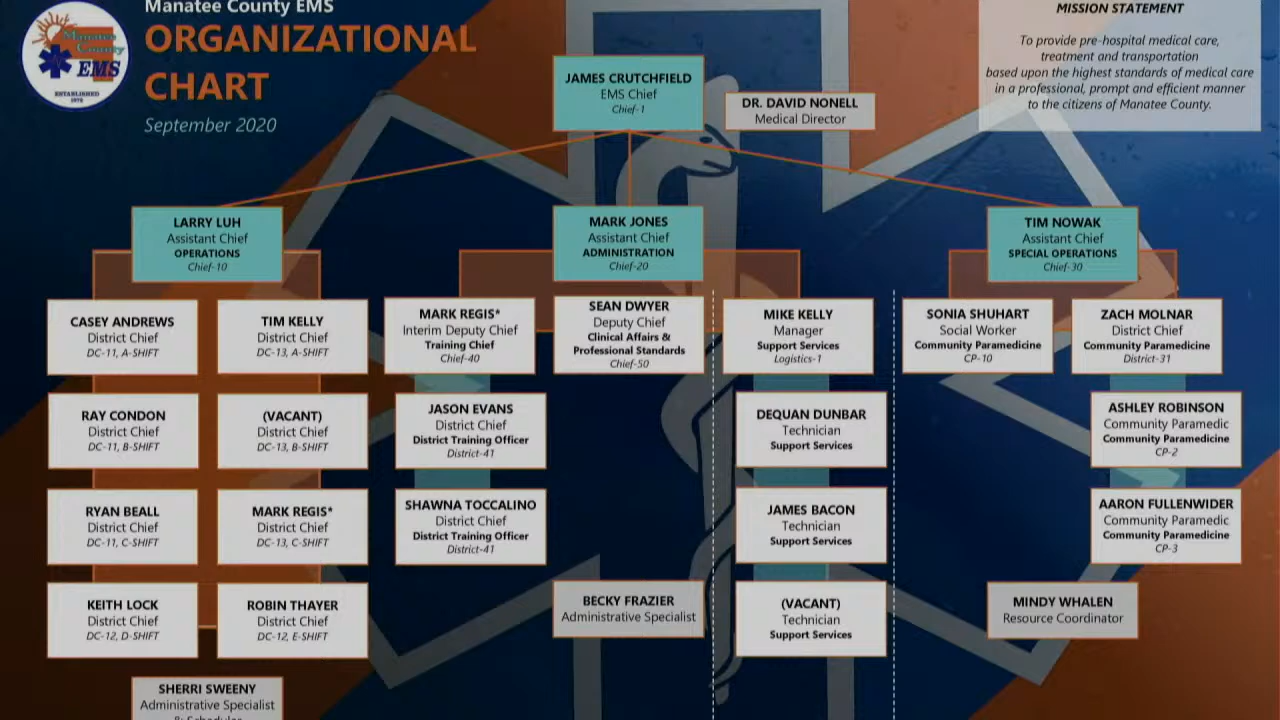 Manatee County EMS
ORGANIZATIONAL
CHART
September 2020
Manatee
County
EMS
ESTABLISHED
MISSION STATEMENT
To provide pre-hospital medical care,
treatment and transportation
based upon the highest standards of medical care
in a professional, prompt and efficient manner
to the citizens of Manatee County.
JAMES CRUTCHFIELD
EMS Chief
Chief-1
DR. DAVID NONELL
Medical Director
LARRY LUH
Assistant Chief
OPERATIONS
Chief-10
MARK JONES
Assistant Chief
ADMINISTRATION
Chief-20
TIM NOWAK
Assistant Chief
SPECIAL OPERATIONS
Chief-30
CASEY ANDREWS
District Chief
DC-11, A-SHIFT
TIM KELLY
District Chief
DC-13, A-SHIFT
MARK REGIS*
Interim Deputy Chief
Training Chief
Chief-40
SEAN DWYER
Deputy Chief
Clinical Affairs &
Professional Standards
Chief-50
MIKE KELLY
Manager
Support Services
Logistics-1
SONIA SHUHART
Social Worker
Community Paramedicine
CP-10
ZACH MOLNAR
District Chief
Community Paramedicine
District-31
RAY CONDON
District Chief
DC-11, B-SHIFT
(VACANT)
District Chief
DC-13, B-SHIFT
JASON EVANS
District Chief
District Training Officer
District-41
DEQUAN DUNBAR
Technician
Support Services
ASHLEY ROBINSON
Community Paramedic
Community Paramedicine
CP-2
RYAN BEALL
District Chief
DC-11, C-SHIFT
MARK REGIS*
District Chief
DC-13, C-SHIFT
SHAWNA TOCCALINO
District Chief
District Training Officer
District-41
JAMES BACON
Technician
Support Services
AARON FULLENWIDER
Community Paramedic
Community Paramedicine
CP-3
KEITH LOCK
District Chief
DC-12, D-SHIFT
ROBIN THAYER
District Chief
DC-12, E-SHIFT
BECKY FRAZIER
Administrative Specialist
(VACANT)
Technician
Support Services
MINDY WHALEN
Resource Coordinator
SHERRI SWEENY
Administrative Specialist
& Scheduler